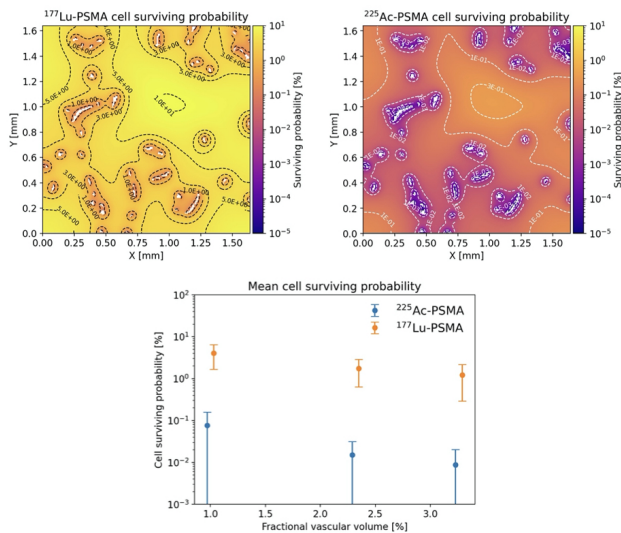 ¹⁷⁷Lu-PSMA cell surviving probability
1.6
1.4
1.2
1.0
0.8
0.6
0.4
0.2
0.0
Y [mm]
0.00 0.25 0.50 0.75 1.00 1.25 1.50
X [mm]
1.0E+00
5.0E+00
3.0E+00
1.0E+01
10¹
10⁰
10⁻¹
10⁻²
10⁻³
10⁻⁴
10⁻⁵
Surviving probability [%]
²²⁵Ac-PSMA cell surviving probability
1.6
1.4
1.2
1.0
0.8
0.6
0.4
0.2
0.0
Y [mm]
0.00 0.25 0.50 0.75 1.00 1.25 1.50
X [mm]
1E-01
10¹
10⁰
10⁻¹
10⁻²
10⁻³
10⁻⁴
10⁻⁵
Surviving probability [%]
Mean cell surviving probability
10²
10¹
10⁰
10⁻¹
10⁻²
10⁻³
Cell surviving probability [%]
²²⁵Ac-PSMA
¹⁷⁷Lu-PSMA
1.0 1.5 2.0 2.5 3.0
Fractional vascular volume [%]